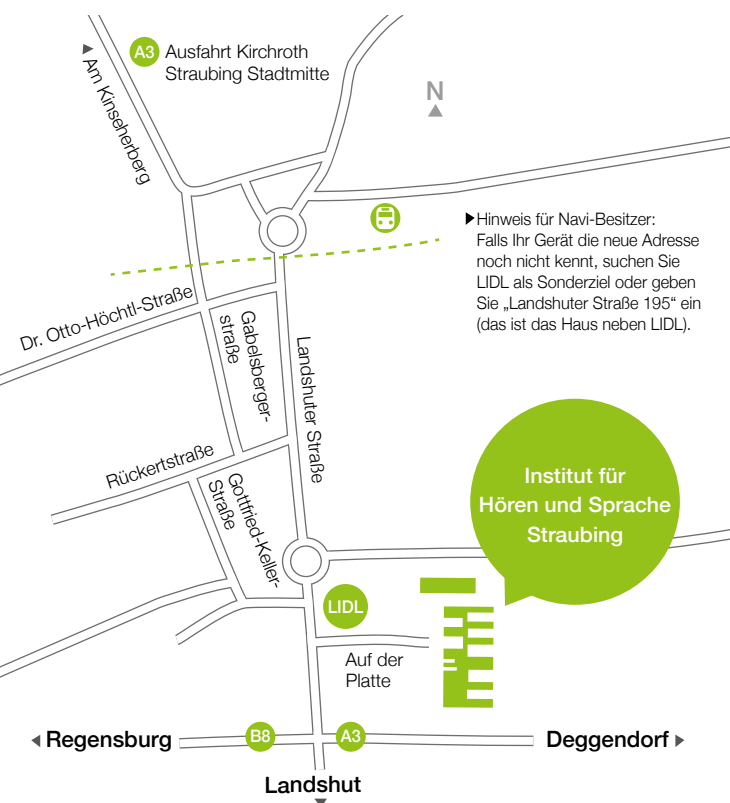 A3 Ausfahrt Kirchroth
Straubing Stadtmitte
Am Kinseherberg
N
Hinweis für Navi-Besitzer:
Falls Ihr Gerät die neue Adresse
noch nicht kennt, suchen Sie
LIDL als Sonderziel oder geben
Sie „Landshuter Straße 195“ ein
(das ist das Haus neben LIDL).
Dr. Otto-Höchtl-Straße
Gabelsberger-
straße
Landshuter Straße
Rückertstraße
Gottfried-Keller-
Straße
Institut für
Hören und Sprache
Straubing
LIDL
Auf der
Platte
Regensburg
B8
A3
Deggendorf
Landshut